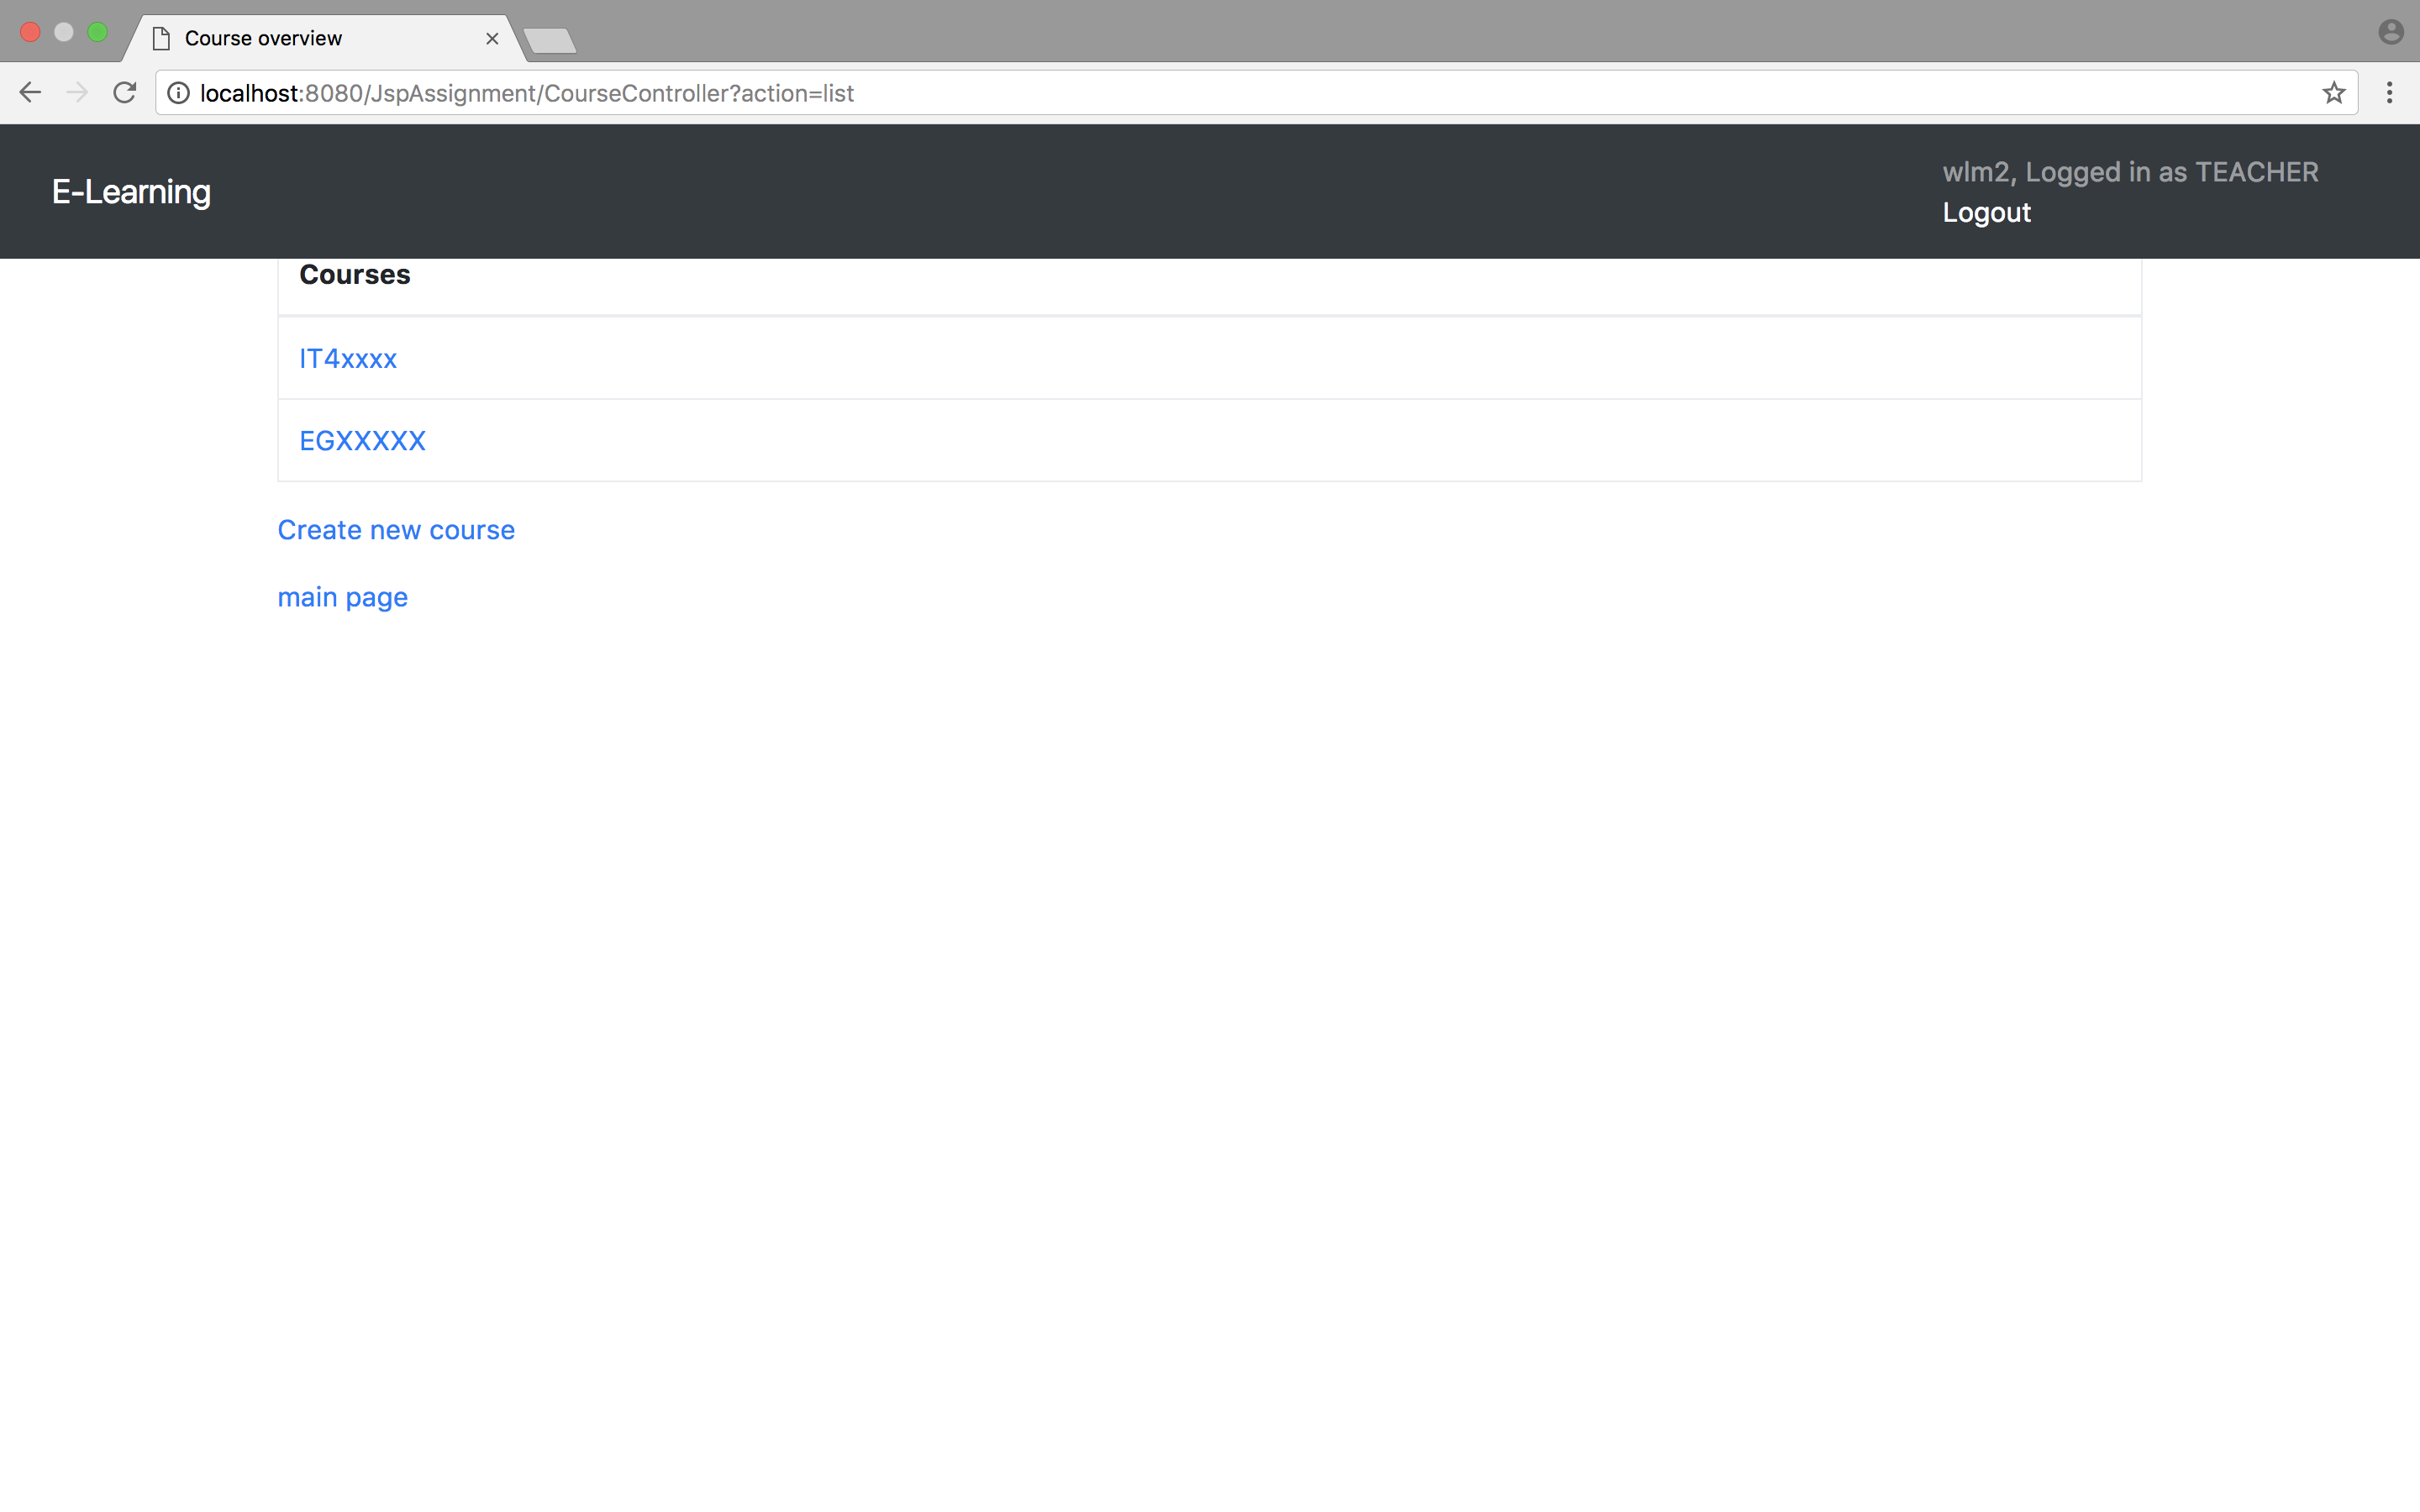 Course overview
localhost:8080/JspAssignment/CourseController?action=list
E-Learning
wlm2, Logged in as TEACHER
Logout
Courses
IT4xxxx
EGXXXXX
Create new course
main page